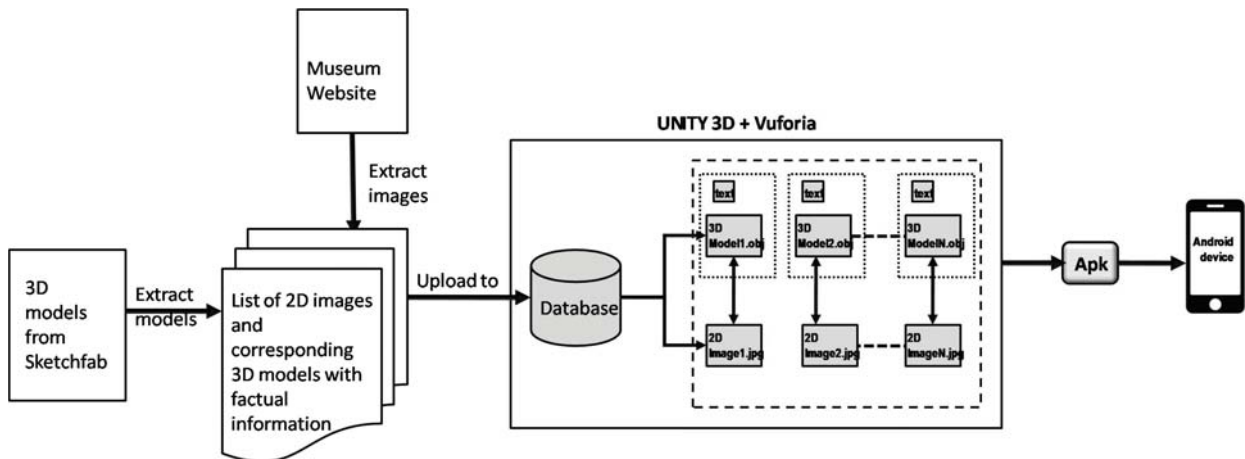 Museum
Website
Extract
images
3D
models
from
Sketchfab
Extract
models
List of 2D images
and
corresponding
3D models with
factual
information
Upload to
UNITY 3D + Vuforia
Database
text
3D
Model1.obj
2D
Image1.jpg
text
3D
Model2.obj
2D
Image2.jpg
text
3D
ModelN.obj
2D
ImageN.jpg
Apk
Android
device